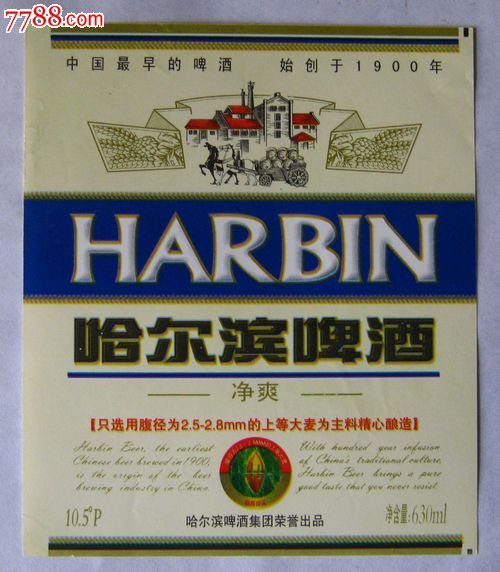 7788.com
中国最早的啤酒 始创于1900年
HARBIN
哈尔滨啤酒
净爽
【只选用腹径为2.5-2.8mm的上等大麦为主料精心酿造】
Harbin Beer, the earliest
Chinese beer brewed in 1900,
is the origin of the beer
brewing industry in China.
With hundred year infusion
of China's traditional culture,
Harbin Beer brings a pure
good taste that you never resist.
10.5°P
哈尔滨啤酒集团荣誉出品
净含量:630ml